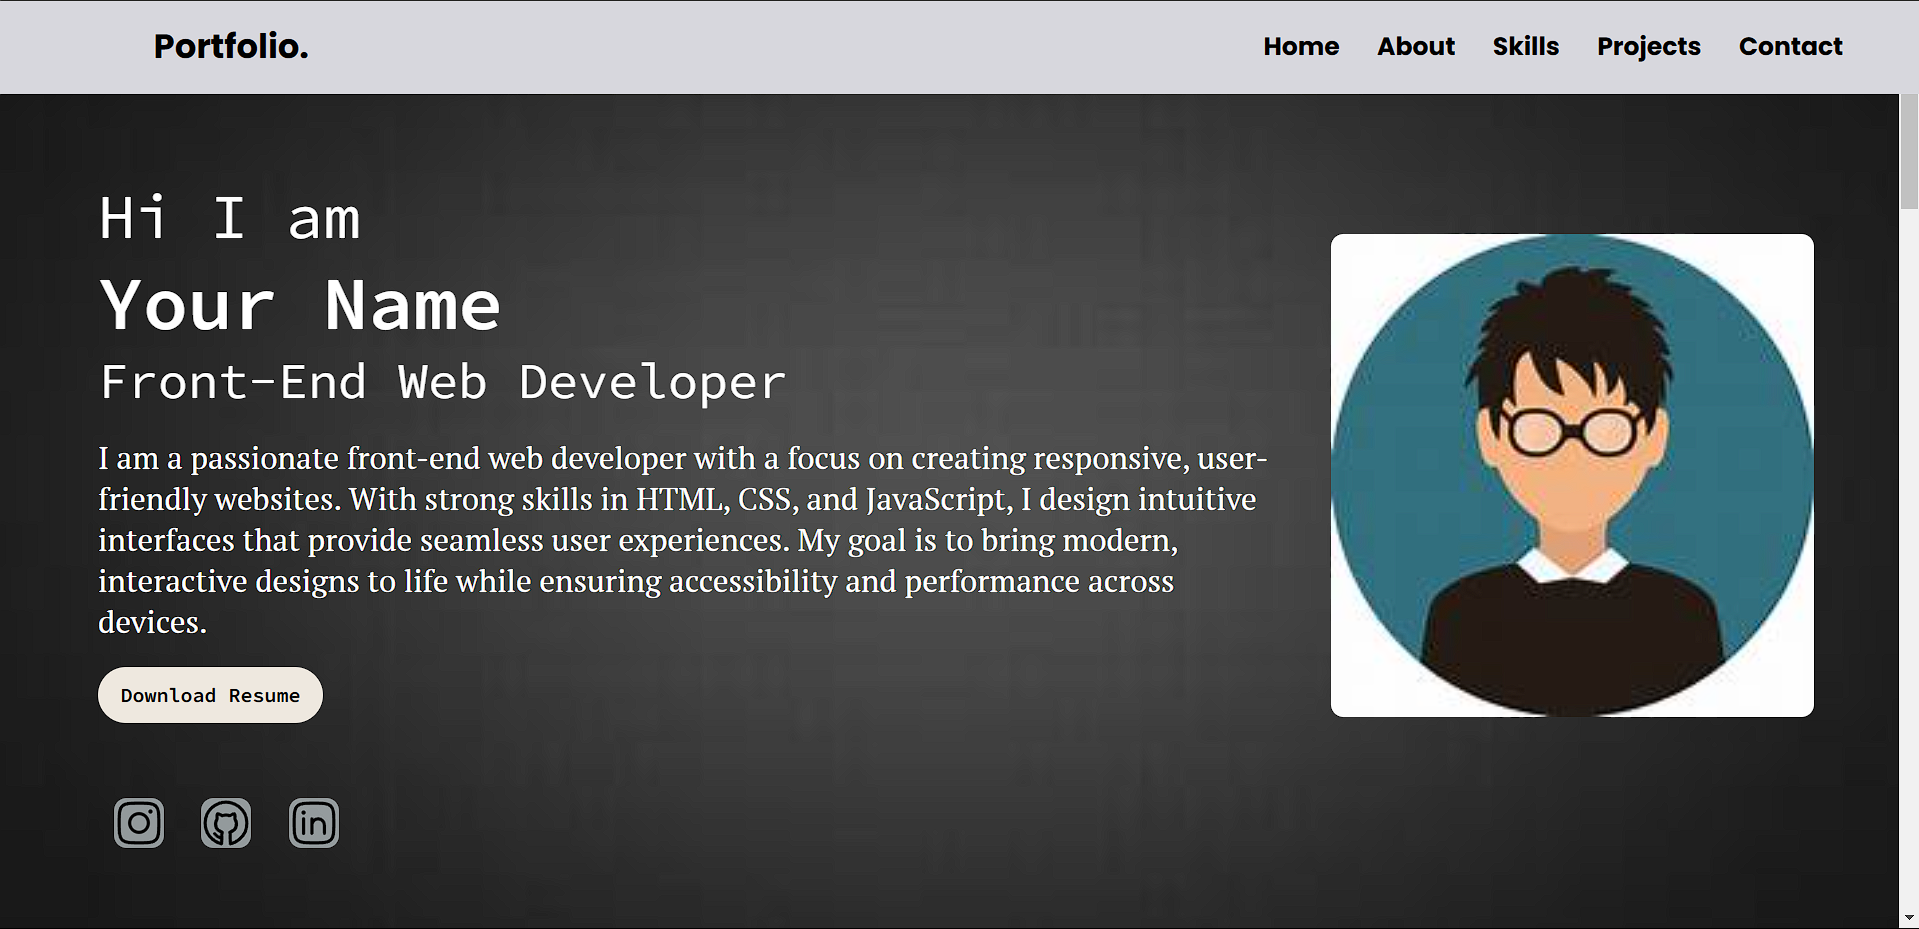 Portfolio.
Home About Skills Projects Contact
Hi I am
Your Name
Front-End Web Developer
I am a passionate front-end web developer with a focus on creating responsive, user-
friendly websites. With strong skills in HTML, CSS, and JavaScript, I design intuitive
interfaces that provide seamless user experiences. My goal is to bring modern,
interactive designs to life while ensuring accessibility and performance across
devices.
Download Resume
in